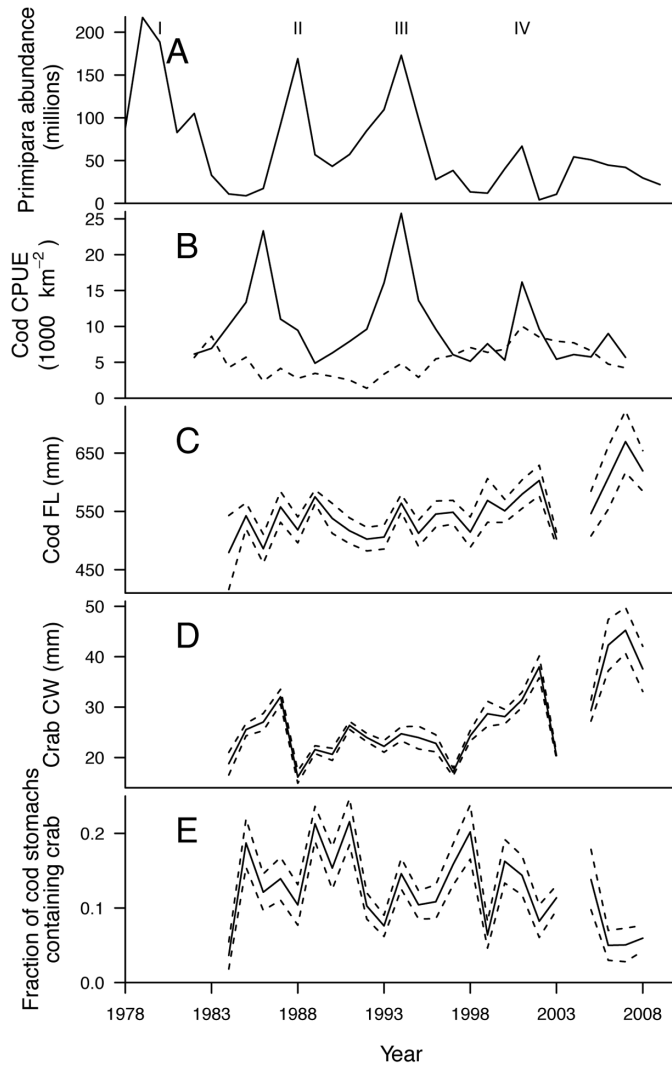 I II III IV
A
Primipara abundance
(millions)
200
150
100
50
0
B
Cod CPUE
(1000 km−2)
25
20
15
10
5
0
C
Cod FL (mm)
650
550
450
D
Crab CW (mm)
50
40
30
20
E
Fraction of cod stomachs
containing crab
0.2
0.1
0.0
1978 1983 1988 1993 1998 2003 2008
Year